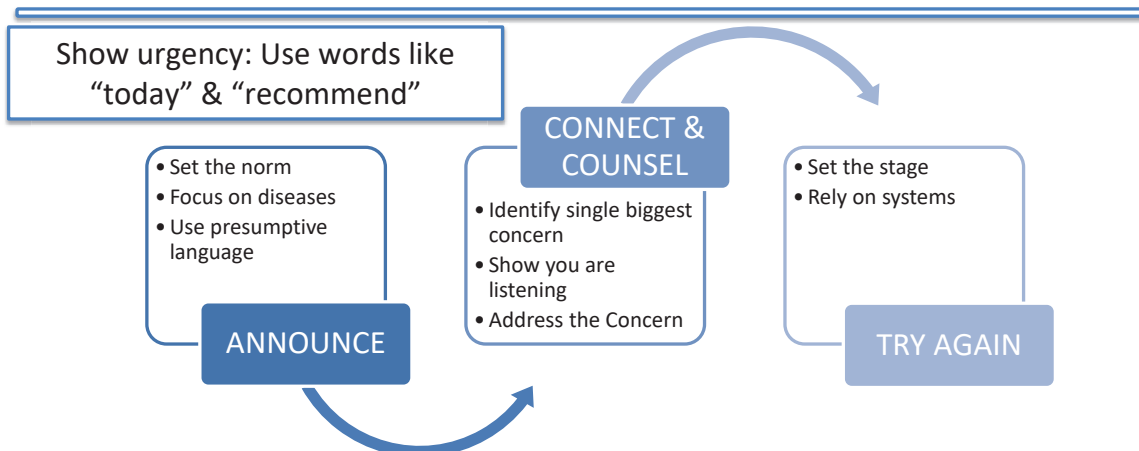 Show urgency: Use words like
“today” & “recommend”
• Set the norm
• Focus on diseases
• Use presumptive
language
ANNOUNCE
CONNECT &
COUNSEL
• Identify single biggest
concern
• Show you are
listening
• Address the Concern
• Set the stage
• Rely on systems
TRY AGAIN